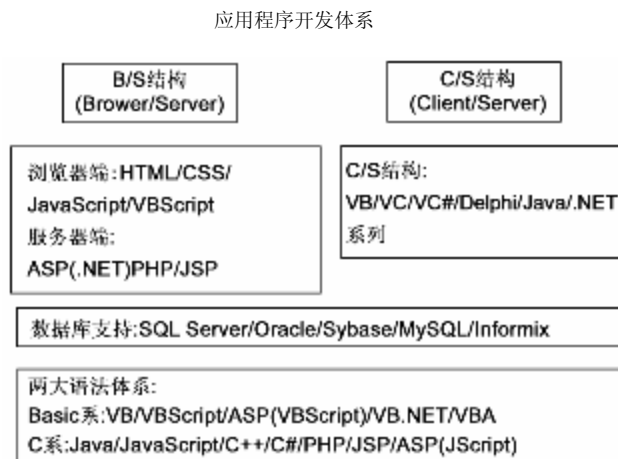 应用程序开发体系
B/S结构
(Brower/Server)
C/S结构
(Client/Server)
浏览器端:HTML/CSS/
JavaScript/VBScript
服务器端:
ASP(.NET)PHP/JSP
C/S结构:
VB/VC/VC#/Delphi/Java/.NET
系列
数据库支持:SQL Server/Oracle/Sybase/MySQL/Informix
两大语法体系:
Basic系:VB/VBScript/ASP(VBScript)/VB.NET/VBA
C系:Java/JavaScript/C++/C#/PHP/JSP/ASP(JScript)